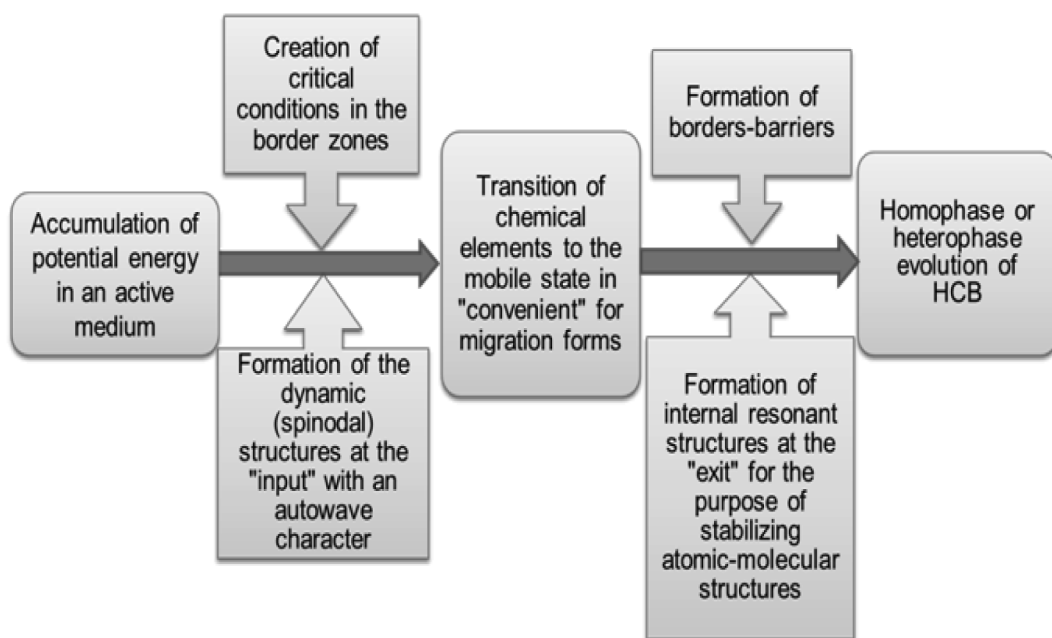 Accumulation of
potential energy
in an active
medium
Creation of
critical
conditions in the
border zones
Formation of the
dynamic
(spinodal)
structures at the
"input" with an
autowave
character
Transition of
chemical
elements to the
mobile state in
"convenient" for
migration forms
Formation of
borders-barriers
Formation of
internal resonant
structures at the
"exit" for the
purpose of
stabilizing
atomic-molecular
structures
Homophase or
heterophase
evolution of
HCB